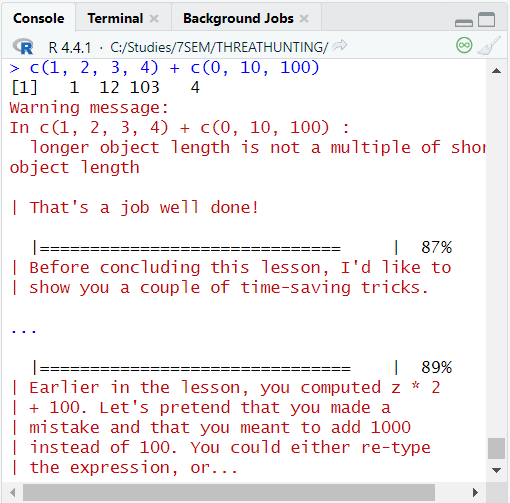 Console Terminal × Background Jobs ×
R R 4.4.1 · C:/Studies/7SEM/THREATHUNTING/
> c(1, 2, 3, 4) + c(0, 10, 100)
[1]   1  12 103   4
Warning message:
In c(1, 2, 3, 4) + c(0, 10, 100) :
  longer object length is not a multiple of shor
object length

| That's a job well done!

  |==============================     |  87%
| Before concluding this lesson, I'd like to
| show you a couple of time-saving tricks.

...

  |===============================    |  89%
| Earlier in the lesson, you computed z * 2
| + 100. Let's pretend that you made a
| mistake and that you meant to add 1000
| instead of 100. You could either re-type
| the expression, or...